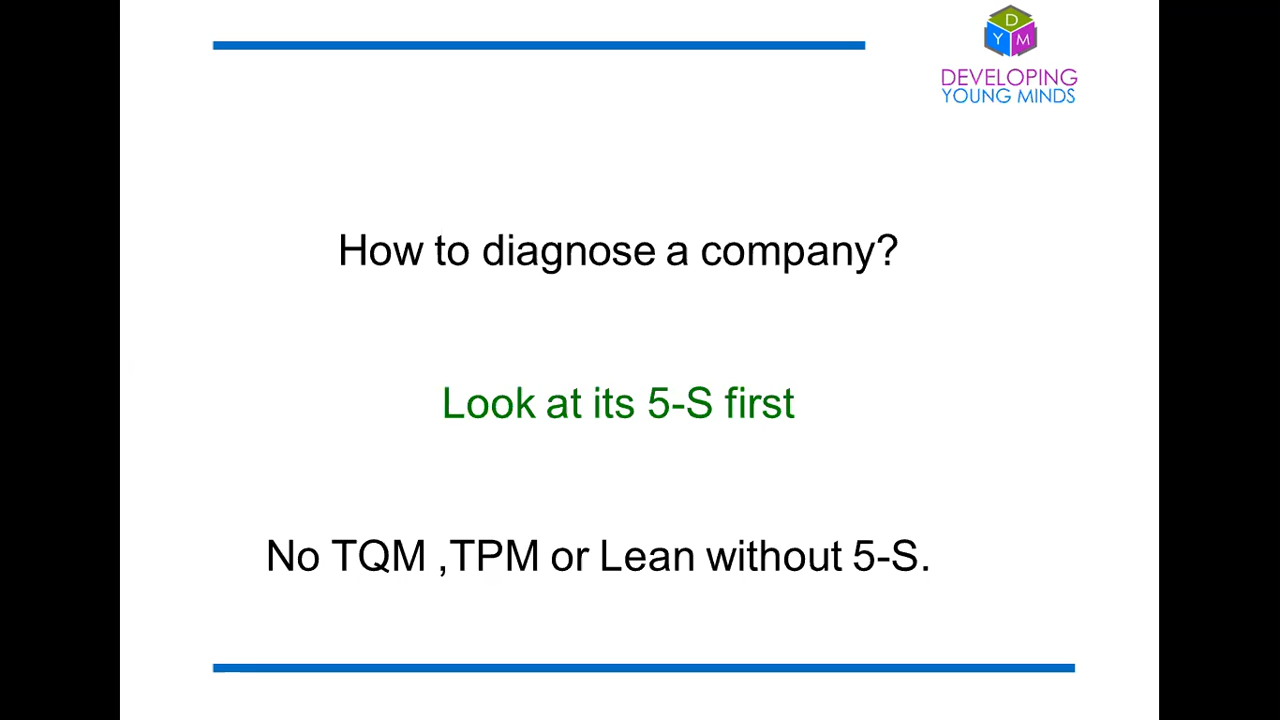 D
Y M
DEVELOPING
YOUNG MINDS
How to diagnose a company?
Look at its 5-S first
No TQM ,TPM or Lean without 5-S.